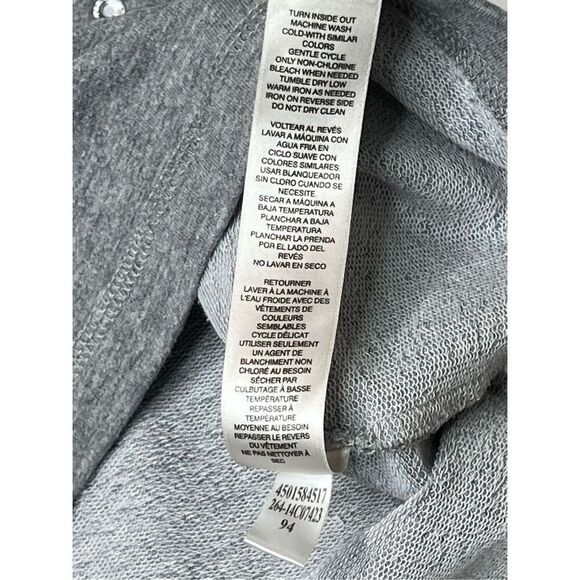 TURN INSIDE OUT
MACHINE WASH
COLD-WITH SIMILAR
COLORS
GENTLE CYCLE
ONLY NON-CHLORINE
BLEACH WHEN NEEDED
TUMBLE DRY LOW
WARM IRON AS NEEDED
IRON ON REVERSE SIDE
DO NOT DRY CLEAN
VOLTEAR AL REVÉS
LAVAR A MÁQUINA CON
AGUA FRIA EN
CICLO SUAVE CON
COLORES SIMILARES
USAR BLANQUEADOR
SIN CLORO CUANDO SE
NECESITE.
SECAR A MÁQUINA A
BAJA TEMPERATURA
PLANCHAR A BAJA
TEMPERATURA
PLANCHAR LA PRENDA
POR EL LADO DEL
REVÉS
NO LAVAR EN SECO
RETOURNER
LAVER À LA MACHINE À
L'EAU FROIDE AVEC DES
VÊTEMENTS DE
COULEURS
SEMBLABLES
CYCLE DÉLICAT
UTILISER SEULEMENT
UN AGENT DE
BLANCHIMENT NON
CHLORÉ AU BESOIN
SÉCHER PAR
CULBUTAGE À BASSE
TEMPÉRATURE
REPASSER À
TEMPÉRATURE
MOYENNE AU BESOIN
REPASSER LE REVERS
DU VÊTEMENT
NE PAS NETTOYER À
SEC
4501584517
264-14C07423
94